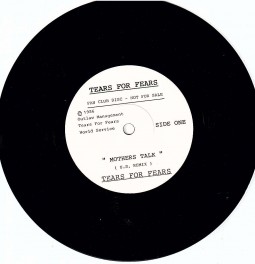 TEARS FOR FEARS
FAN CLUB DISC - NOT FOR SALE
© 1986
Outlaw Management
Tears For Fears
World Service
SIDE ONE
" MOTHERS TALK "
( U.S. REMIX )
TEARS FOR FEARS